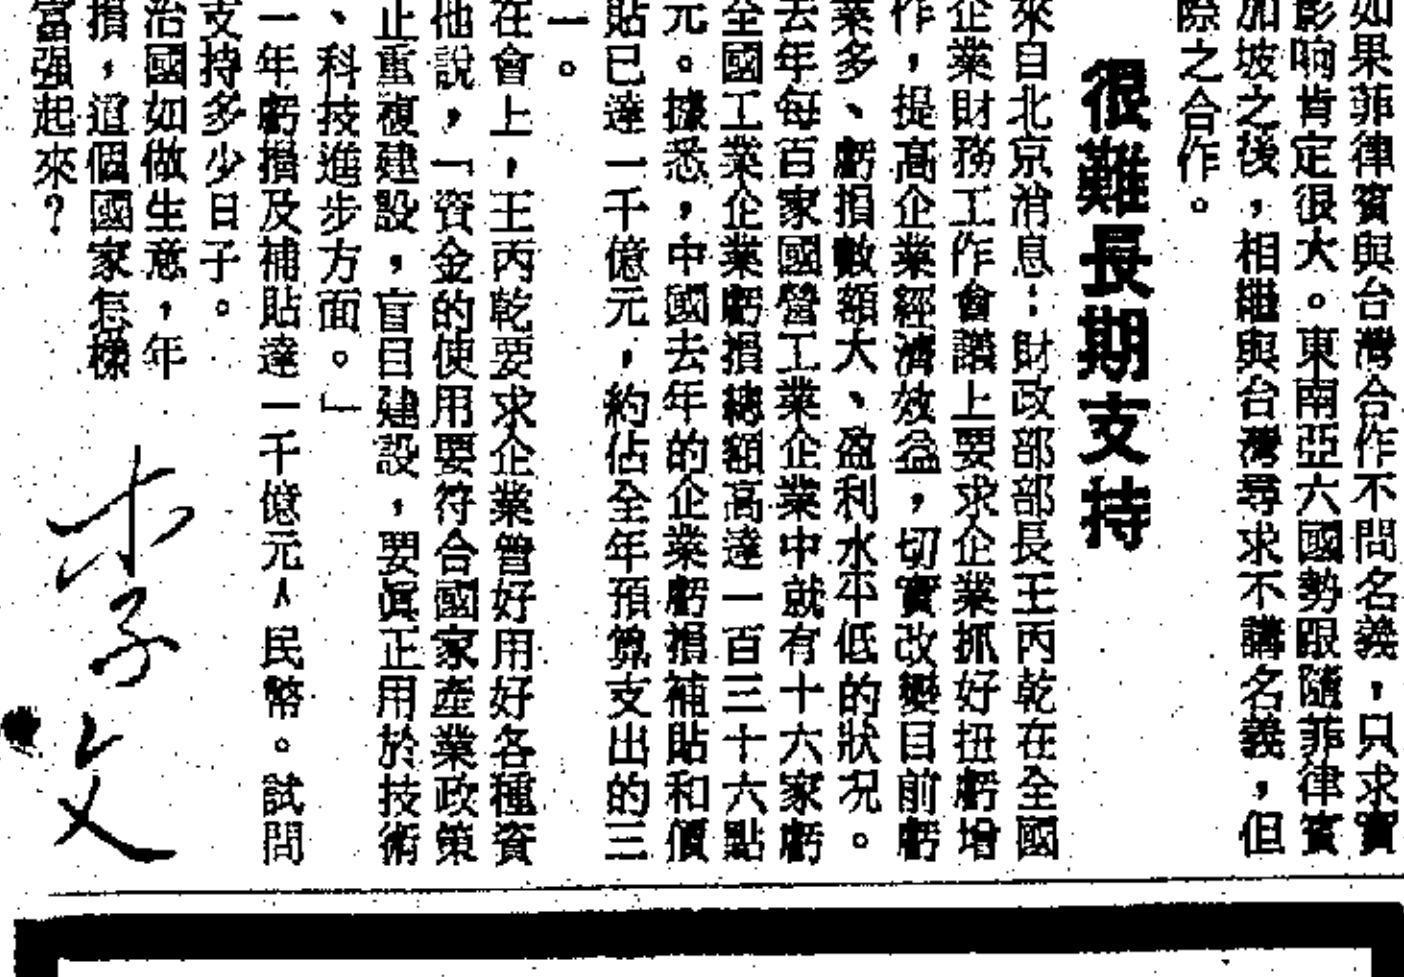 如果菲律賓與台灣合作不問名義，只求實
影响肯定很大。東南亞六國勢跟隨菲律賓
加坡之後，相繼與台灣尋求不講名義，但
際之合作。
很難長期支持
來自北京消息：財政部部長王丙乾在全國
企業財務工作會議上要求企業抓好扭虧增
作，提高企業經濟效益，切實改變目前虧
業多、虧損數額大、盈利水平低的狀況。
去年每百家國營工業企業中就有十六家虧
全國工業企業虧損總額高達一百三十六點
元。據悉，中國去年的企業虧損補貼和價
貼已達一千億元，約佔全年預算支出的三
一。
在會上，王丙乾要求企業管好用好各種資
他說，「資金的使用要符合國家產業政策
止重複建設，盲目建設，要眞正用於技術
、科技進步方面。」
一年虧損及補貼達一千億元人民幣。試問
支持多少日子。
治國如做生意，年
損，這個國家怎樣
富强起來？